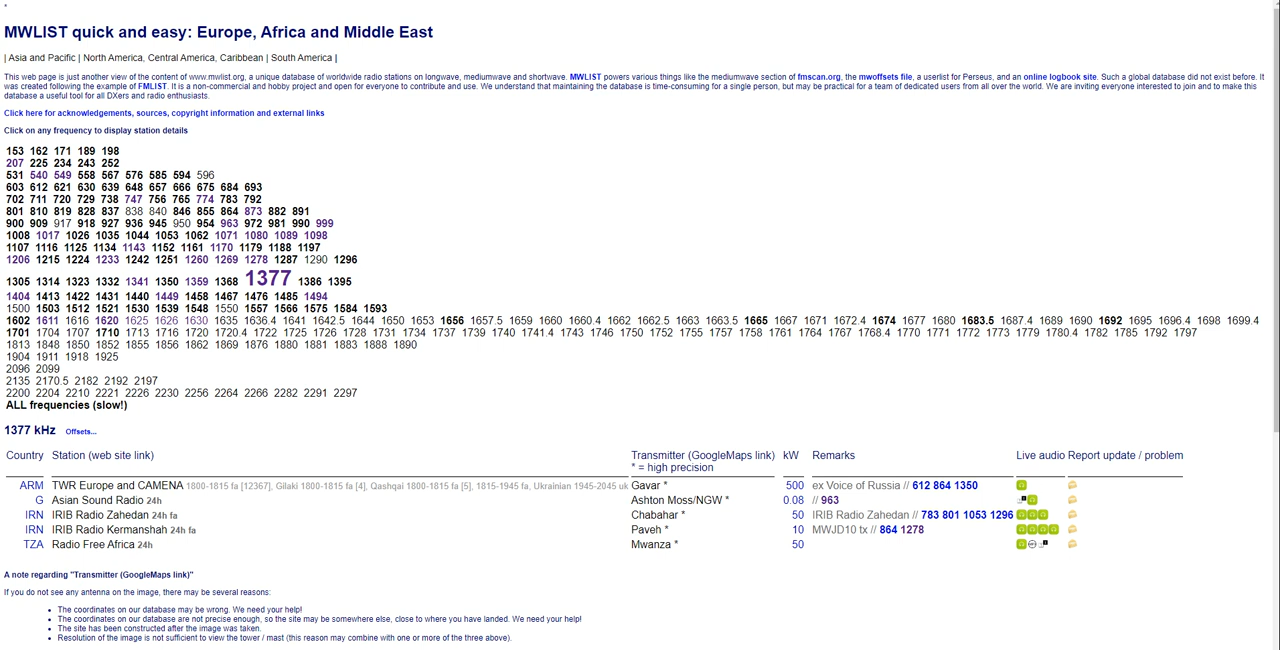 *
MWLIST quick and easy: Europe, Africa and Middle East
| Asia and Pacific | North America, Central America, Caribbean | South America |
This web page is just another view of the content of www.mwlist.org, a unique database of worldwide radio stations on longwave, mediumwave and shortwave. MWLIST powers various things like the mediumwave section of fmscan.org, the mwoffsets file, a userlist for Perseus, and an online logbook site. Such a global database did not exist before. It
was created following the example of FMLIST. It is a non-commercial and hobby project and open for everyone to contribute and use. We understand that maintaining the database is time-consuming for a single person, but may be practical for a team of dedicated users from all over the world. We are inviting everyone interested to join and to make this
database a useful tool for all DXers and radio enthusiasts.
Click here for acknowledgements, sources, copyright information and external links
Click on any frequency to display station details
153 162 171 189 198
207 225 234 243 252
531 540 549 558 567 576 585 594 596
603 612 621 630 639 648 657 666 675 684 693
702 711 720 729 738 747 756 765 774 783 792
801 810 819 828 837 838 840 846 855 864 873 882 891
900 909 917 918 927 936 945 950 954 963 972 981 990 999
1008 1017 1026 1035 1044 1053 1062 1071 1080 1089 1098
1107 1116 1125 1134 1143 1152 1161 1170 1179 1188 1197
1206 1215 1224 1233 1242 1251 1260 1269 1278 1287 1290 1296
1305 1314 1323 1332 1341 1350 1359 1368 1377 1386 1395
1404 1413 1422 1431 1440 1449 1458 1467 1476 1485 1494
1500 1503 1512 1521 1530 1539 1548 1550 1557 1566 1575 1584 1593
1602 1611 1616 1620 1625 1626 1630 1635 1636.4 1641 1642.5 1644 1650 1653 1656 1657.5 1659 1660 1660.4 1662 1662.5 1663 1663.5 1665 1667 1671 1672.4 1674 1677 1680 1683.5 1687.4 1689 1690 1692 1695 1696.4 1698 1699.4
1701 1704 1707 1710 1713 1716 1720 1720.4 1722 1725 1726 1728 1731 1734 1737 1739 1740 1741.4 1743 1746 1750 1752 1755 1757 1758 1761 1764 1767 1768.4 1770 1771 1772 1773 1779 1780.4 1782 1785 1792 1797
1813 1848 1850 1852 1855 1856 1862 1869 1876 1880 1881 1883 1888 1890
1904 1911 1918 1925
2096 2099
2135 2170.5 2182 2192 2197
2200 2204 2210 2221 2226 2230 2256 2264 2266 2282 2291 2297
ALL frequencies (slow!)
1377 kHz Offsets...
Country Station (web site link) Transmitter (GoogleMaps link) kW Remarks Live audio Report update / problem
* = high precision
ARM TWR Europe and CAMENA 1800-1815 fa [12367], Gilaki 1800-1815 fa [4], Qashqai 1800-1815 fa [5], 1815-1945 fa, Ukrainian 1945-2045 uk Gavar * 500 ex Voice of Russia // 612 864 1350
G Asian Sound Radio 24h Ashton Moss/NGW * 0.08 // 963
IRN IRIB Radio Zahedan 24h fa Chabahar * 50 IRIB Radio Zahedan // 783 801 1053 1296
IRN IRIB Radio Kermanshah 24h fa Paveh * 10 MWJD10 tx // 864 1278
TZA Radio Free Africa 24h Mwanza * 50
A note regarding "Transmitter (GoogleMaps link)"
If you do not see any antenna on the image, there may be several reasons:
• The coordinates on our database may be wrong. We need your help!
• The coordinates on our database are not precise enough, so the site may be somewhere else, close to where you have landed. We need your help!
• The site has been constructed after the image was taken.
• Resolution of the image is not sufficient to view the tower / mast (this reason may combine with one or more of the three above).